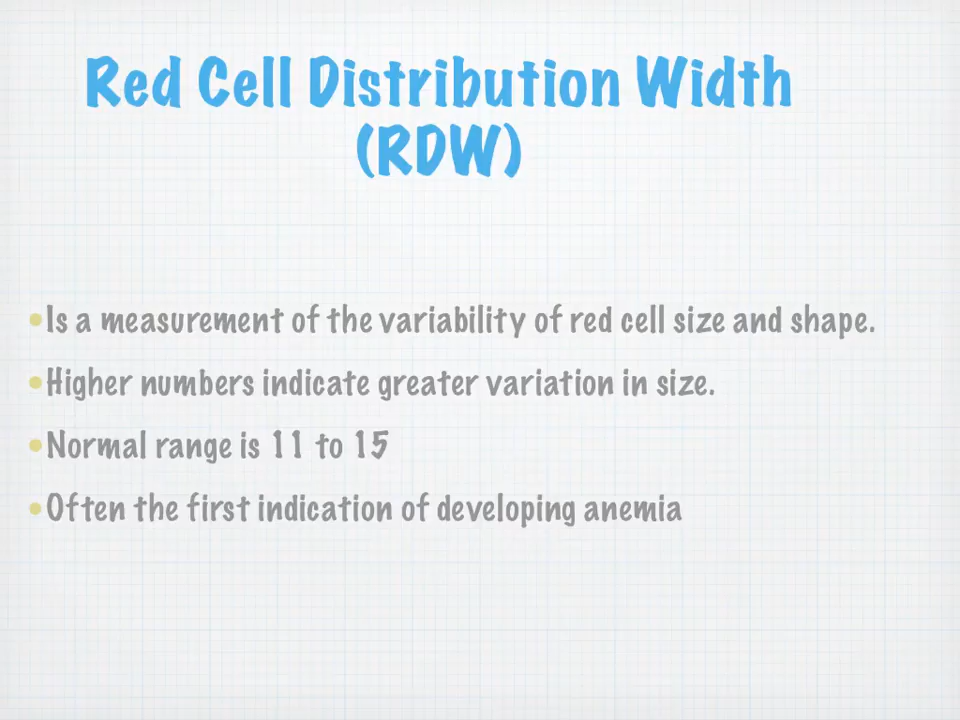 Red Cell Distribution Width
(RDW)
•Is a measurement of the variability of red cell size and shape.
•Higher numbers indicate greater variation in size.
•Normal range is 11 to 15
•Often the first indication of developing anemia